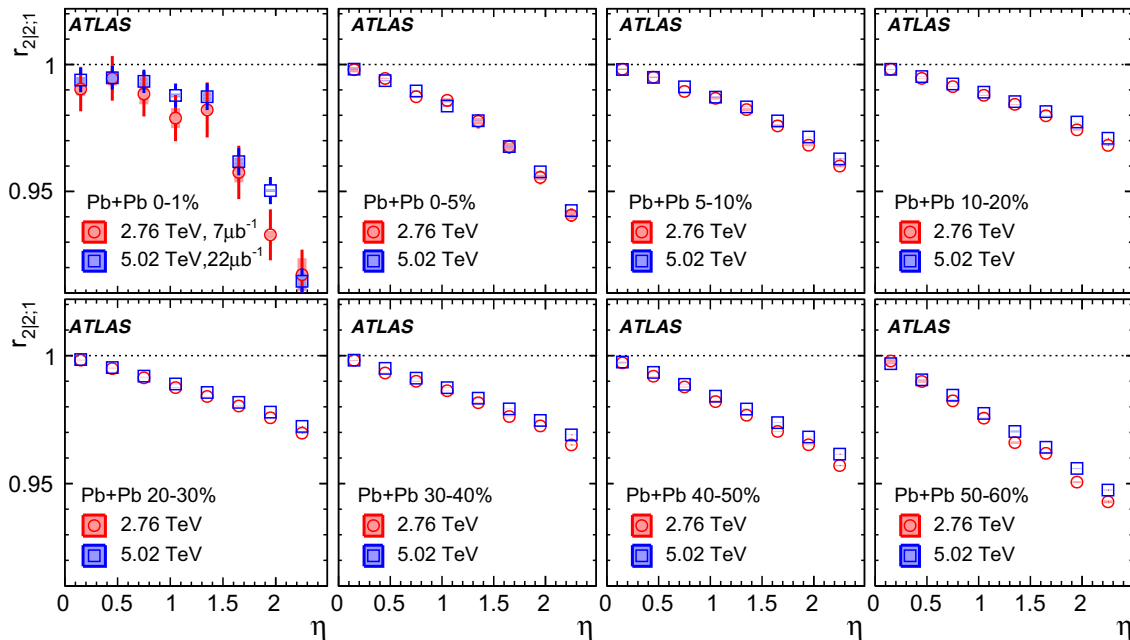 r2|2;1
ATLAS
1
0.95
Pb+Pb 0-1%
2.76 TeV, 7μb-1
5.02 TeV,22μb-1
ATLAS
Pb+Pb 0-5%
2.76 TeV
5.02 TeV
ATLAS
Pb+Pb 5-10%
2.76 TeV
5.02 TeV
ATLAS
Pb+Pb 10-20%
2.76 TeV
5.02 TeV
r2|2;1
ATLAS
1
0.95
Pb+Pb 20-30%
2.76 TeV
5.02 TeV
0 0.5 1 1.5 2
η
ATLAS
Pb+Pb 30-40%
2.76 TeV
5.02 TeV
0 0.5 1 1.5 2
η
ATLAS
Pb+Pb 40-50%
2.76 TeV
5.02 TeV
0 0.5 1 1.5 2
η
ATLAS
Pb+Pb 50-60%
2.76 TeV
5.02 TeV
0 0.5 1 1.5 2
η